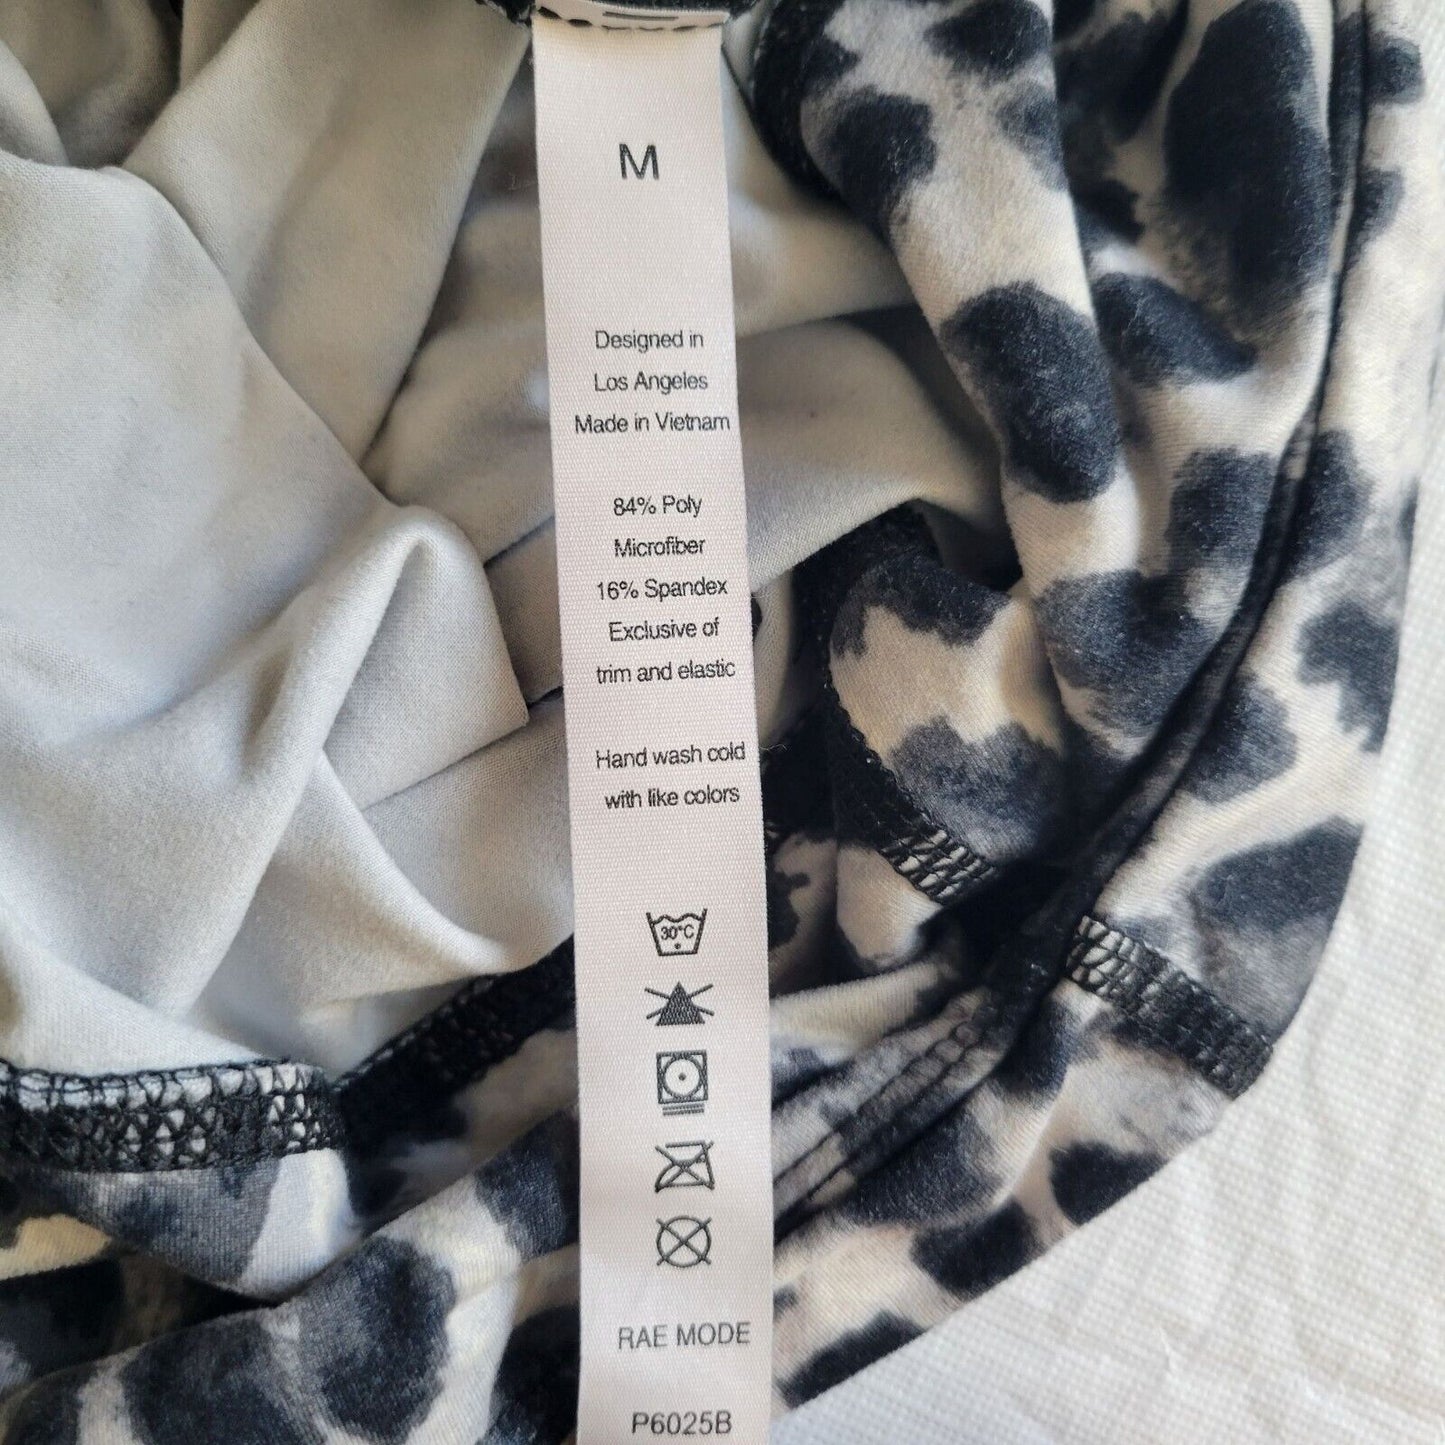 M
Designed in
Los Angeles
Made in Vietnam
84% Poly
Microfiber
16% Spandex
Exclusive of
trim and elastic
Hand wash cold
with like colors
30°C
RAE MODE
P6025B